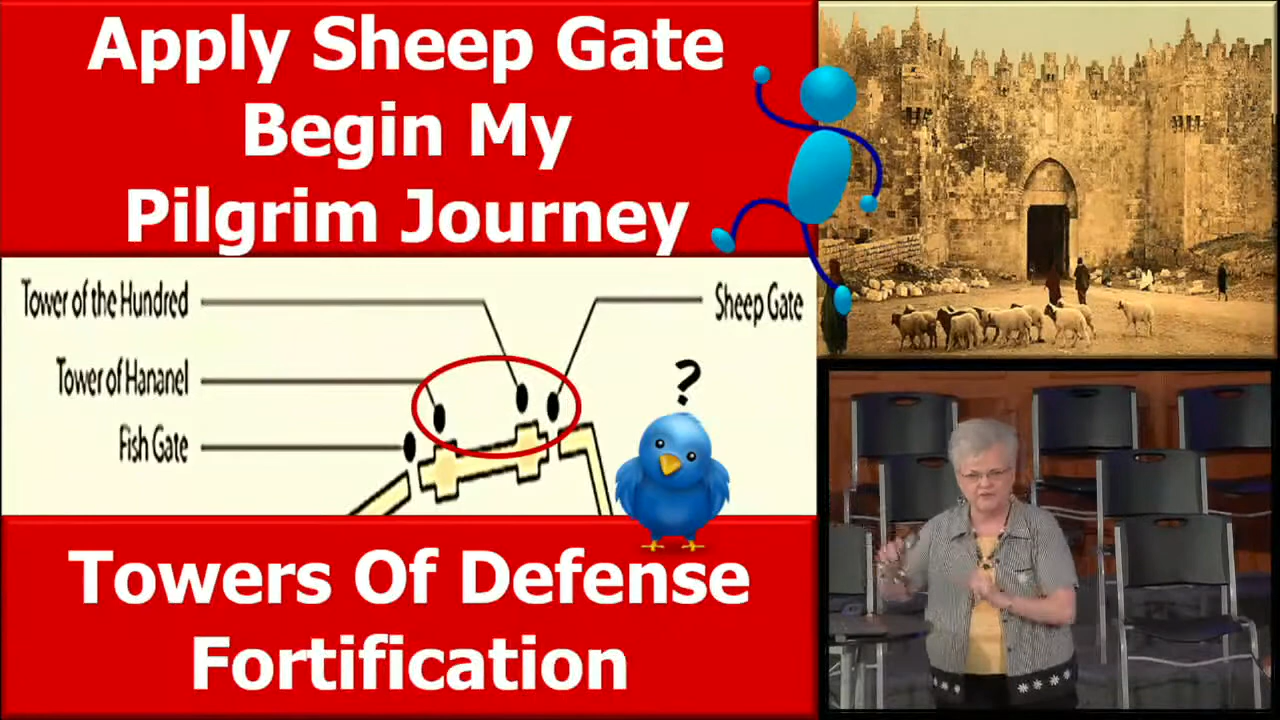 Apply Sheep Gate
Begin My
Pilgrim Journey
Tower of the Hundred
Sheep Gate
Tower of Hananel
?
Fish Gate
Towers Of Defense
Fortification